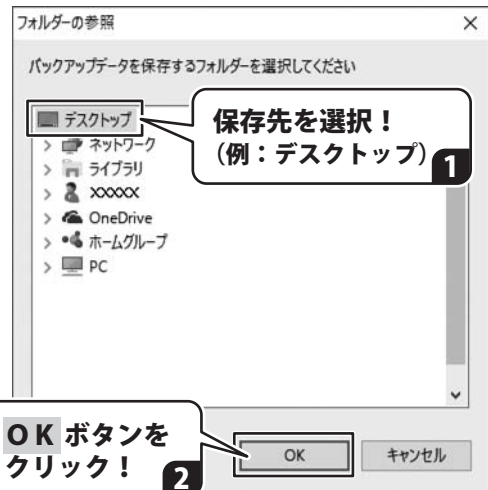 フォルダーの参照
バックアップデータを保存するフォルダーを選択してください
デスクトップ
ネットワーク
ライブラリ
xxxxx
OneDrive
ホームグループ
PC
保存先を選択！
（例：デスクトップ）
1
OK ボタンを
クリック！
2
OK
キャンセル